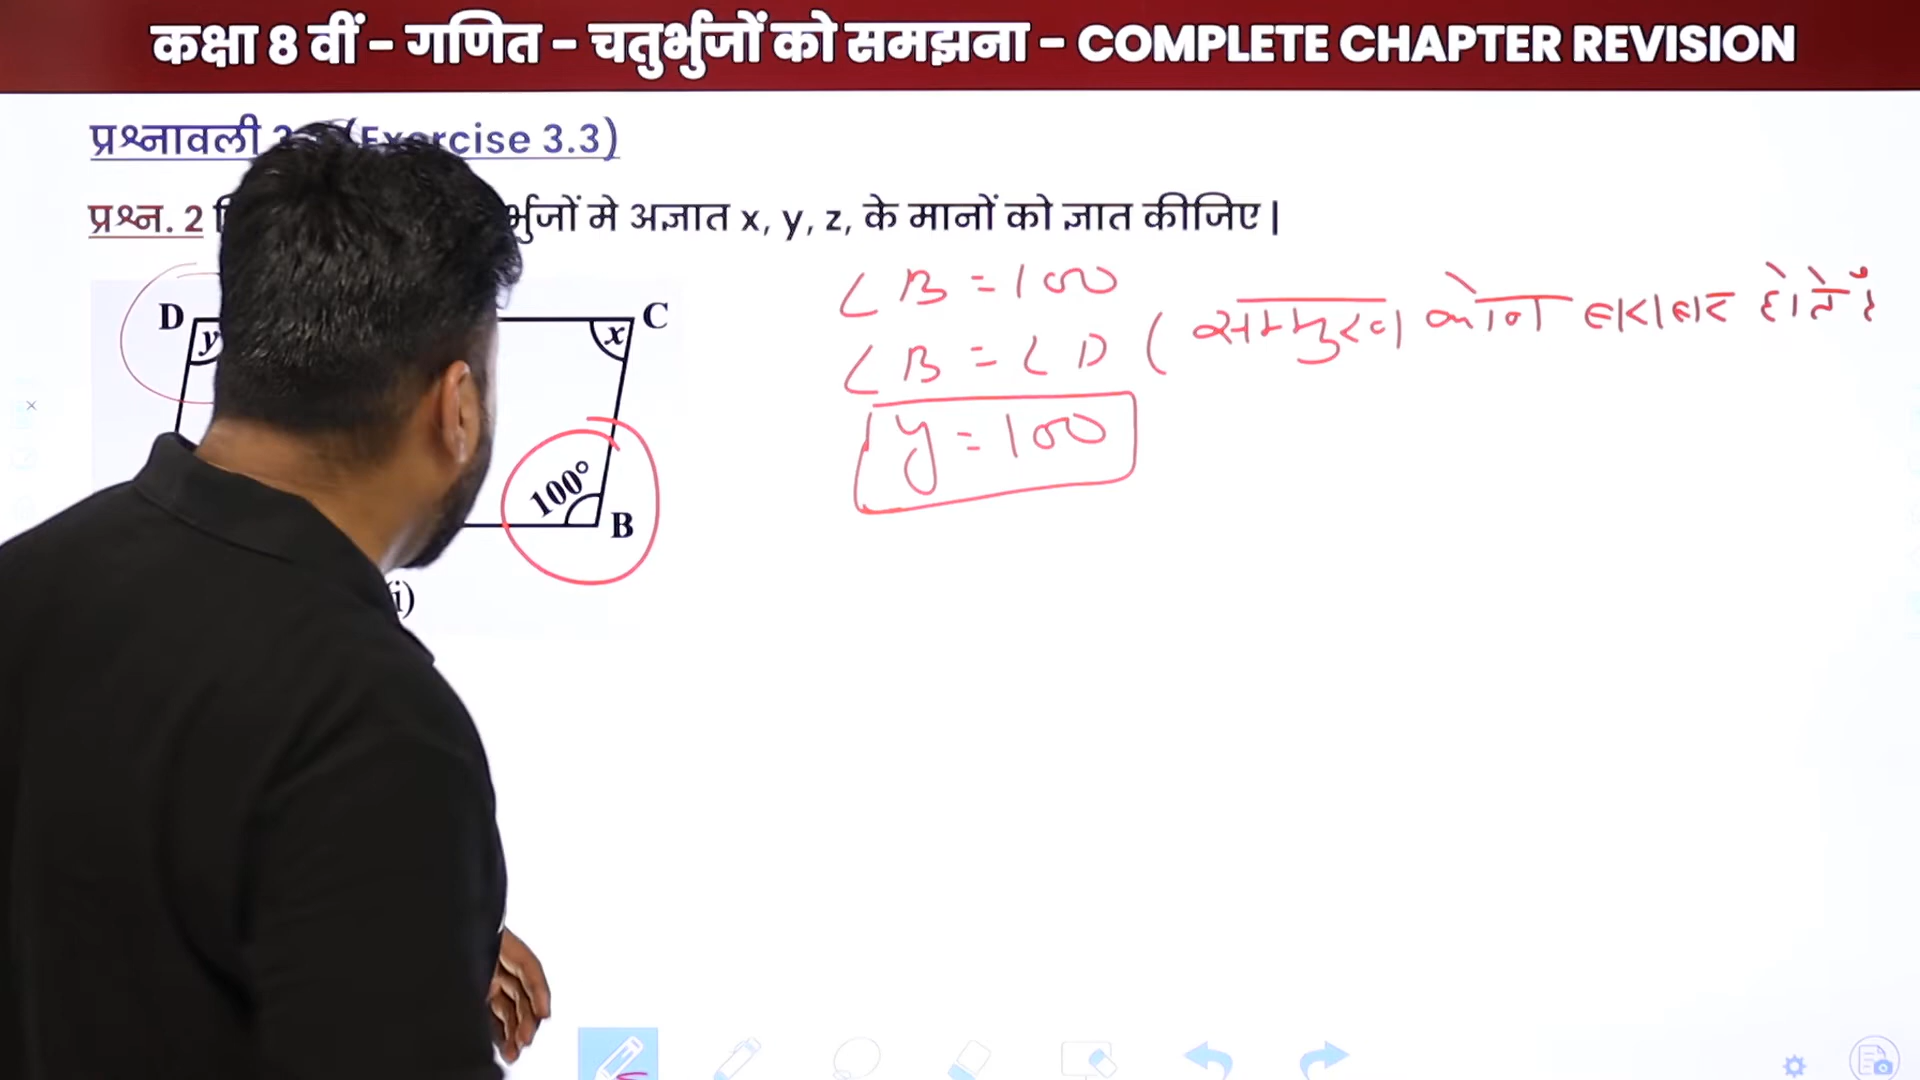 कक्षा 8 वीं – गणित – चतुर्भुजों को समझना – COMPLETE CHAPTER REVISION
प्रश्नावली (Exercise 3.3)
प्रश्न. 2 र्भुजों मे अज्ञात x, y, z, के मानों को ज्ञात कीजिए |
D C
y x
100°
B
i)
∠B = 100
∠B = ∠D ( सम्मुख कोण बराबर होते हैं
y = 100